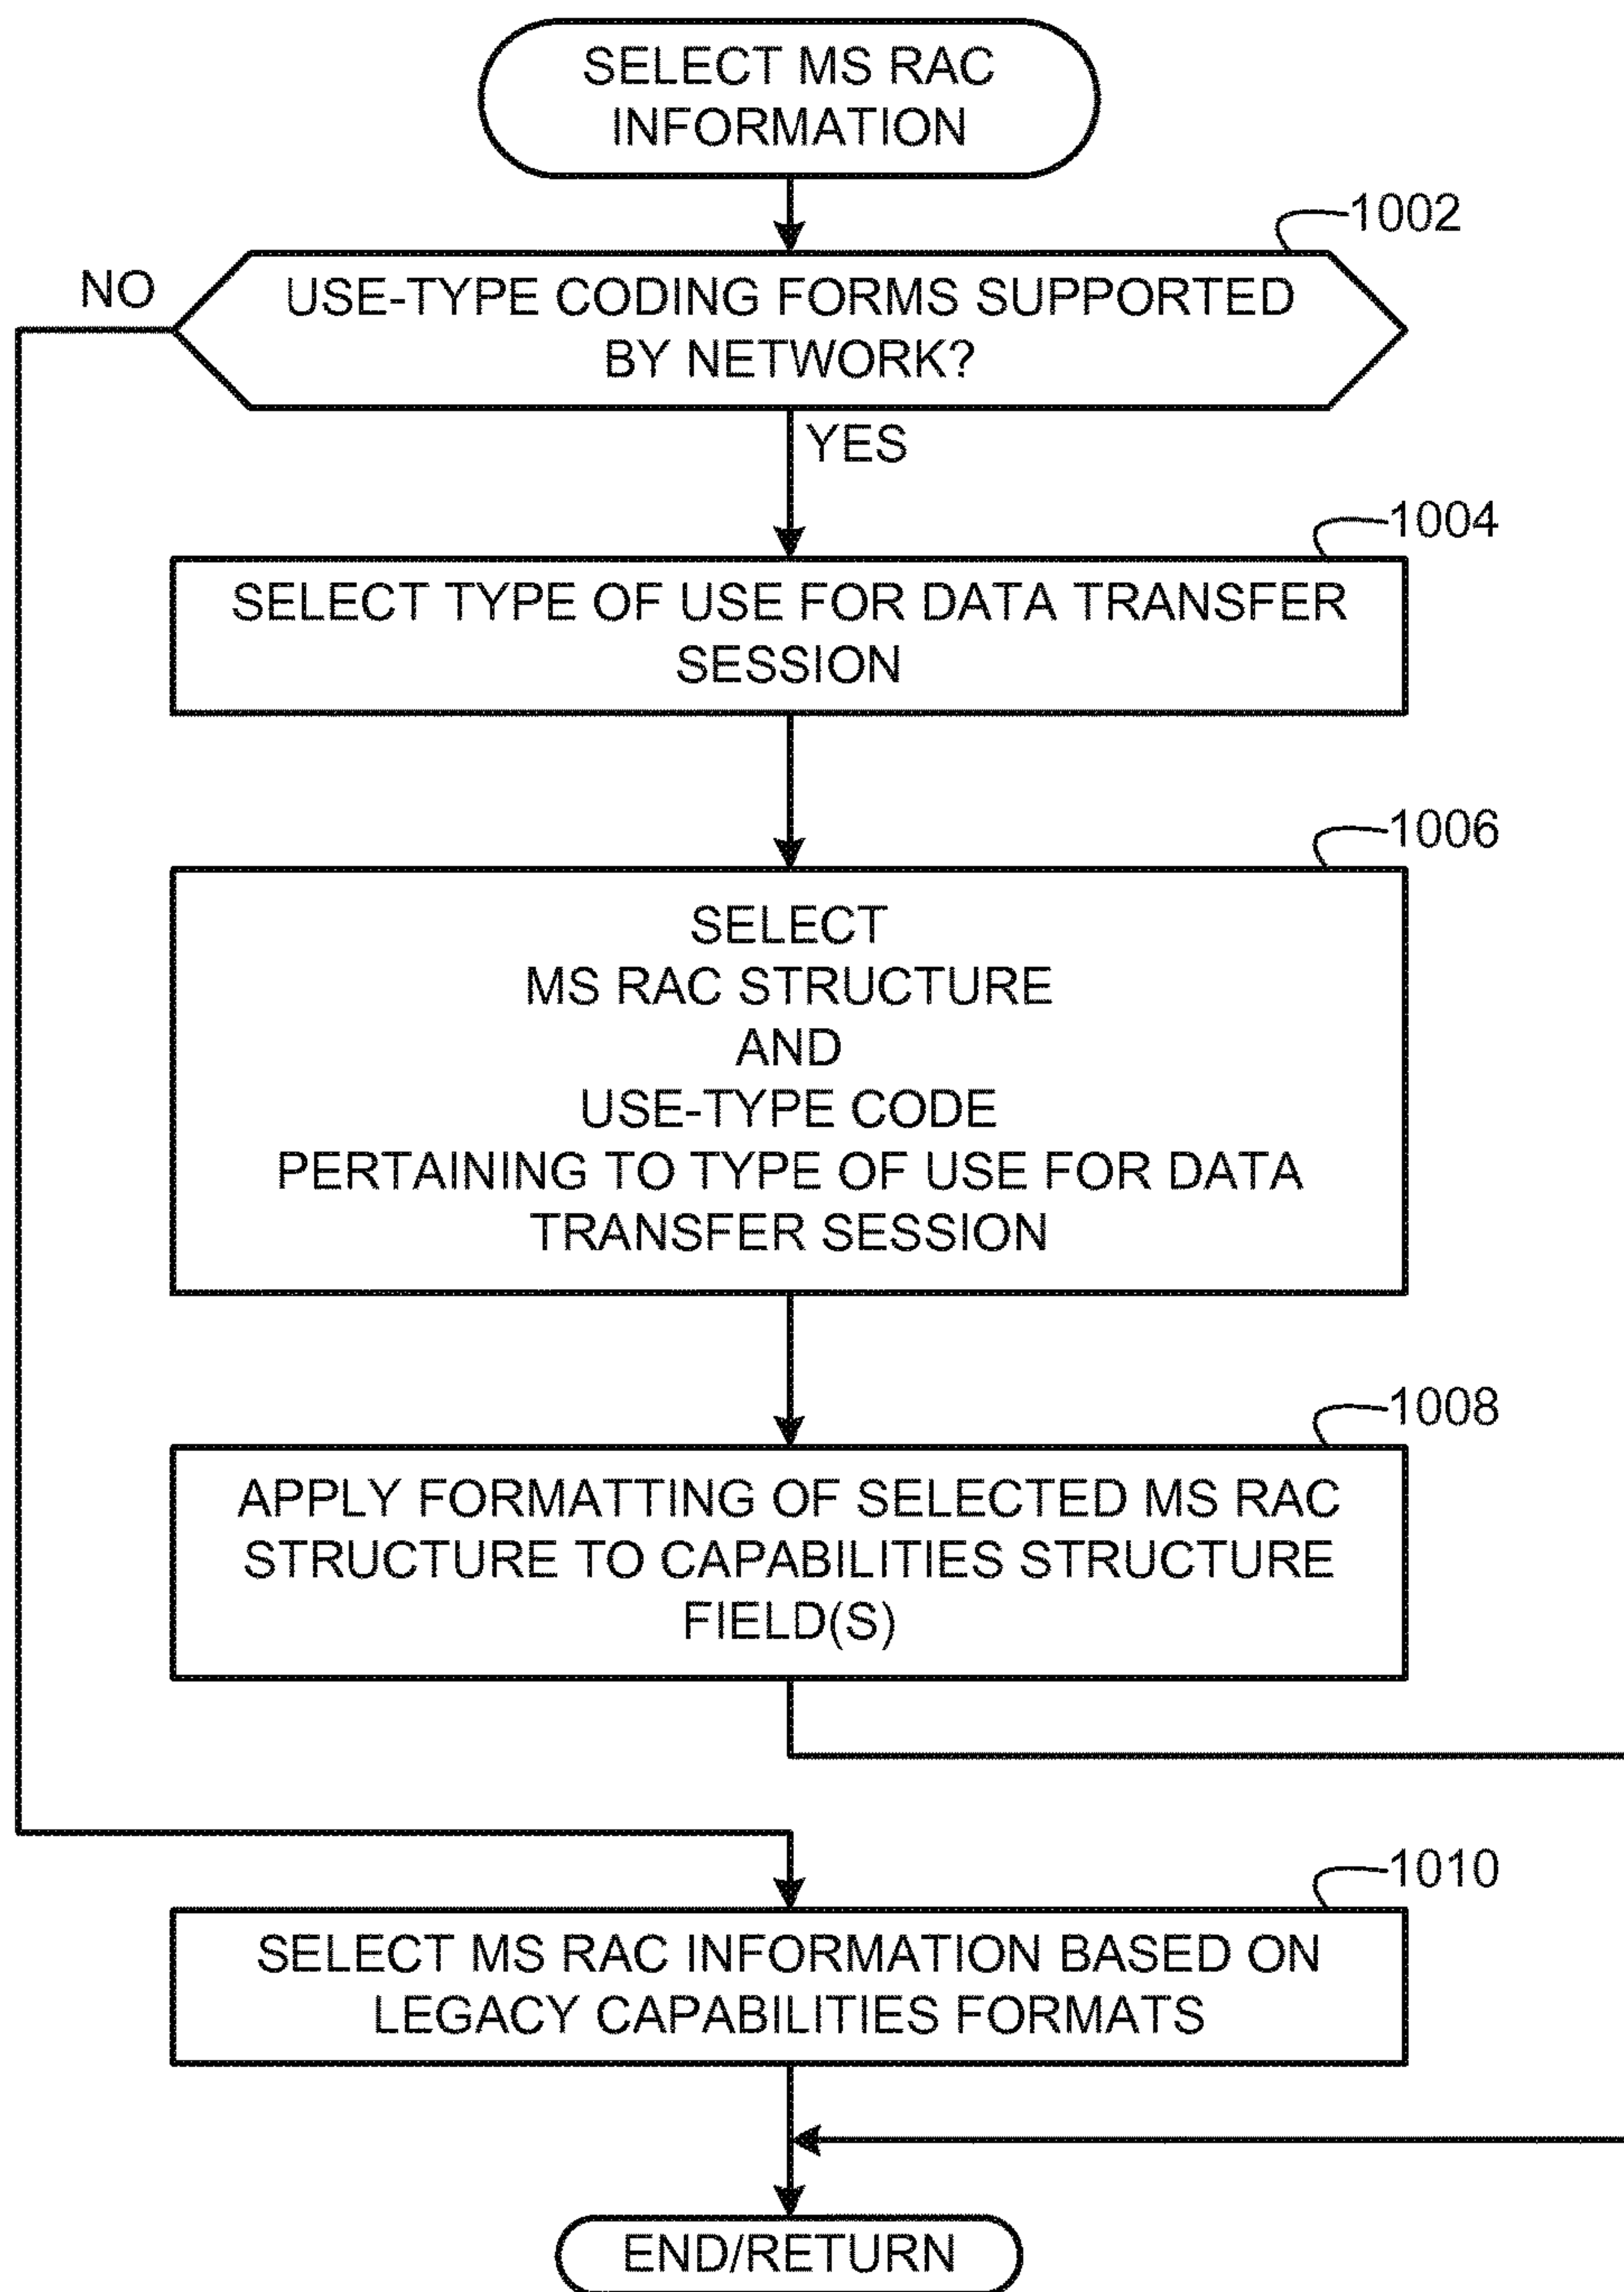 SELECT MS RAC
INFORMATION
1002
NO
USE-TYPE CODING FORMS SUPPORTED
BY NETWORK?
YES
1004
SELECT TYPE OF USE FOR DATA TRANSFER
SESSION
1006
SELECT
MS RAC STRUCTURE
AND
USE-TYPE CODE
PERTAINING TO TYPE OF USE FOR DATA
TRANSFER SESSION
1008
APPLY FORMATTING OF SELECTED MS RAC
STRUCTURE TO CAPABILITIES STRUCTURE
FIELD(S)
1010
SELECT MS RAC INFORMATION BASED ON
LEGACY CAPABILITIES FORMATS
END/RETURN